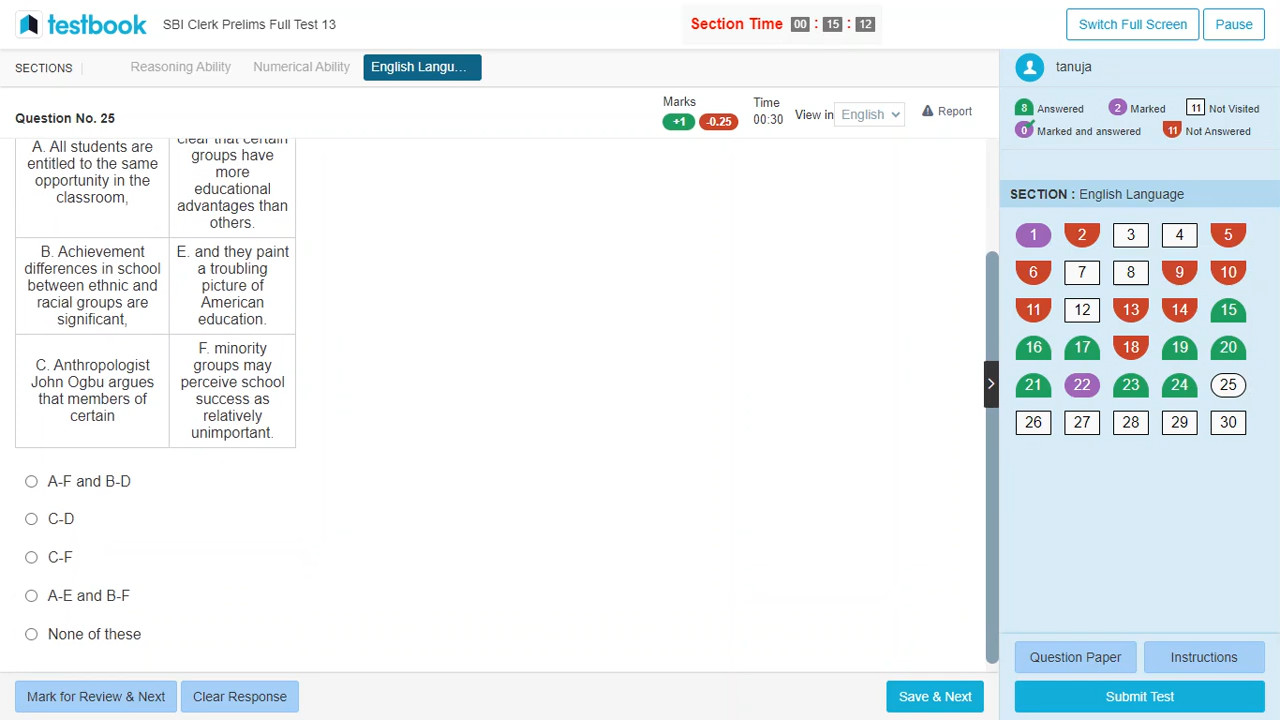 testbook
SBI Clerk Prelims Full Test 13
Section Time 00 : 15 : 12
Switch Full Screen
Pause
SECTIONS
Reasoning Ability
Numerical Ability
English Langu...
tanuja
Question No. 25
Marks
+1 -0.25
Time
00:30
View in English
Report
8 Answered
2 Marked
11 Not Visited
0 Marked and answered
11 Not Answered
SECTION : English Language
A. All students are
entitled to the same
opportunity in the
classroom,
clear that certain
groups have
more
educational
advantages than
others.
B. Achievement
differences in school
between ethnic and
racial groups are
significant,
E. and they paint
a troubling
picture of
American
education.
C. Anthropologist
John Ogbu argues
that members of
certain
F. minority
groups may
perceive school
success as
relatively
unimportant.
A-F and B-D
C-D
C-F
A-E and B-F
None of these
1 2 3 4 5
6 7 8 9 10
11 12 13 14 15
16 17 18 19 20
21 22 23 24 25
26 27 28 29 30
Mark for Review & Next
Clear Response
Save & Next
Question Paper
Instructions
Submit Test